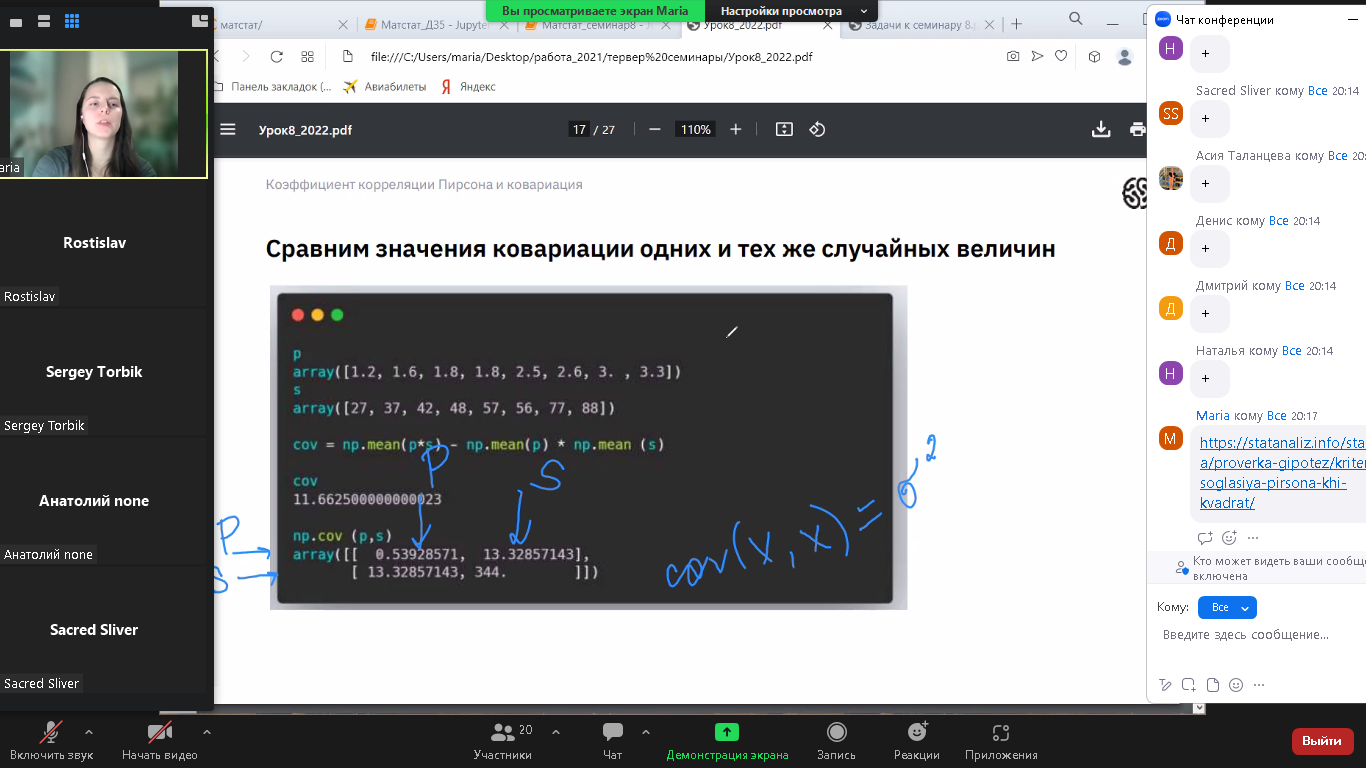 Вы просматриваете экран Maria
Настройки просмотра
матстат/
Матстат_Д35 - Jupyter
Матстат_семинар8 - J
Урок8_2022.pdf
Задачи к семинару 8.p
file:///C:/Users/maria/Desktop/работа_2021/тервер%20семинары/Урок8_2022.pdf
Панель закладок (...
Авиабилеты
Яндекс
Урок8_2022.pdf
17 / 27
110%
Коэффициент корреляции Пирсона и ковариация
Сравним значения ковариации одних и тех же случайных величин
p
array([1.2, 1.6, 1.8, 1.8, 2.5, 2.6, 3. , 3.3])
s
array([27, 37, 42, 48, 57, 56, 77, 88])
cov = np.mean(p*s) - np.mean(p) * np.mean (s)
cov
11.662500000000023
np.cov (p,s)
array([[ 0.53928571, 13.32857143],
[ 13.32857143, 344. ]])
P
S
P
S
cov(X, X) = σ²
aria
Rostislav
Rostislav
Sergey Torbik
Sergey Torbik
Анатолий none
Анатолий none
Sacred Sliver
Sacred Sliver
Чат конференции
Н
+
Sacred Sliver кому Все 20:14
SS
+
Асия Таланцева кому Все 20:
+
Денис кому Все 20:14
Д
+
Дмитрий кому Все 20:14
Д
+
Наталья кому Все 20:14
Н
+
Maria кому Все 20:17
M
https://statanaliz.info/sta
a/proverka-gipotez/kriter
soglasiya-pirsona-khi-
kvadrat/
Кто может видеть ваши сообще
включена
Кому:
Все
Введите здесь сообщение...
Включить звук
Начать видео
Участники
20
Чат
Демонстрация экрана
Запись
Реакции
Приложения
Выйти